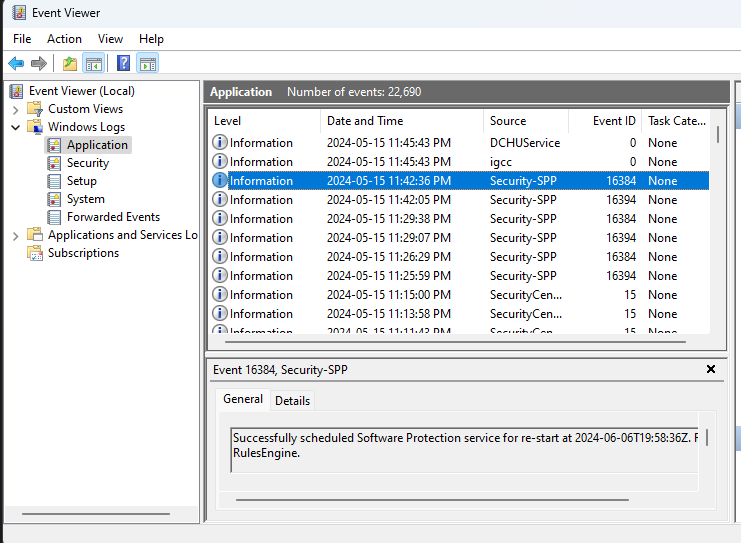 Event Viewer
File Action View Help
Event Viewer (Local)
Custom Views
Windows Logs
Application
Security
Setup
System
Forwarded Events
Applications and Services Lo
Subscriptions
Application Number of events: 22,690
Level Date and Time Source Event ID Task Cate...
Information 2024-05-15 11:45:43 PM DCHUService 0 None
Information 2024-05-15 11:45:43 PM igcc 0 None
Information 2024-05-15 11:42:36 PM Security-SPP 16384 None
Information 2024-05-15 11:42:05 PM Security-SPP 16394 None
Information 2024-05-15 11:29:38 PM Security-SPP 16384 None
Information 2024-05-15 11:29:07 PM Security-SPP 16394 None
Information 2024-05-15 11:26:29 PM Security-SPP 16384 None
Information 2024-05-15 11:25:59 PM Security-SPP 16394 None
Information 2024-05-15 11:15:00 PM SecurityCen... 15 None
Information 2024-05-15 11:13:58 PM SecurityCen... 15 None
Information 2024-05-15 11:11:43 PM SecurityCen... 15 None
Event 16384, Security-SPP
General Details
Successfully scheduled Software Protection service for re-start at 2024-06-06T19:58:36Z.
RulesEngine.